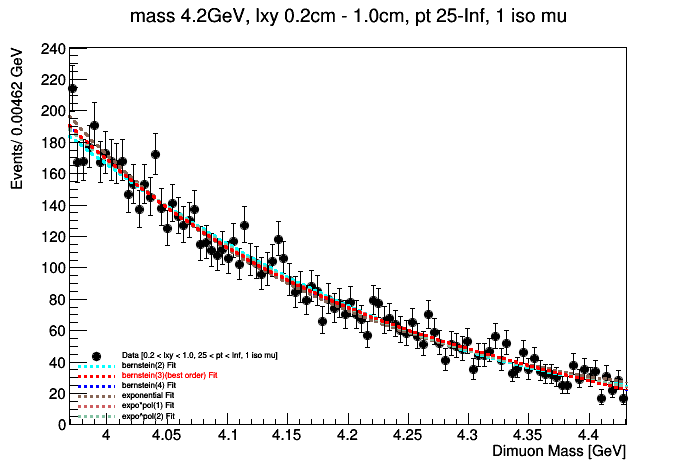 mass 4.2GeV, lxy 0.2cm - 1.0cm, pt 25-Inf, 1 iso mu
Events/ 0.00462 GeV
240
220
200
180
160
140
120
100
80
60
40
20
0
Data [0.2 < lxy < 1.0, 25 < pt < Inf, 1 iso mu]
bernstein(2) Fit
bernstein(3)(best order) Fit
bernstein(4) Fit
exponential Fit
expo*pol(1) Fit
expo*pol(2) Fit
4 4.05 4.1 4.15 4.2 4.25 4.3 4.35 4.4
Dimuon Mass [GeV]